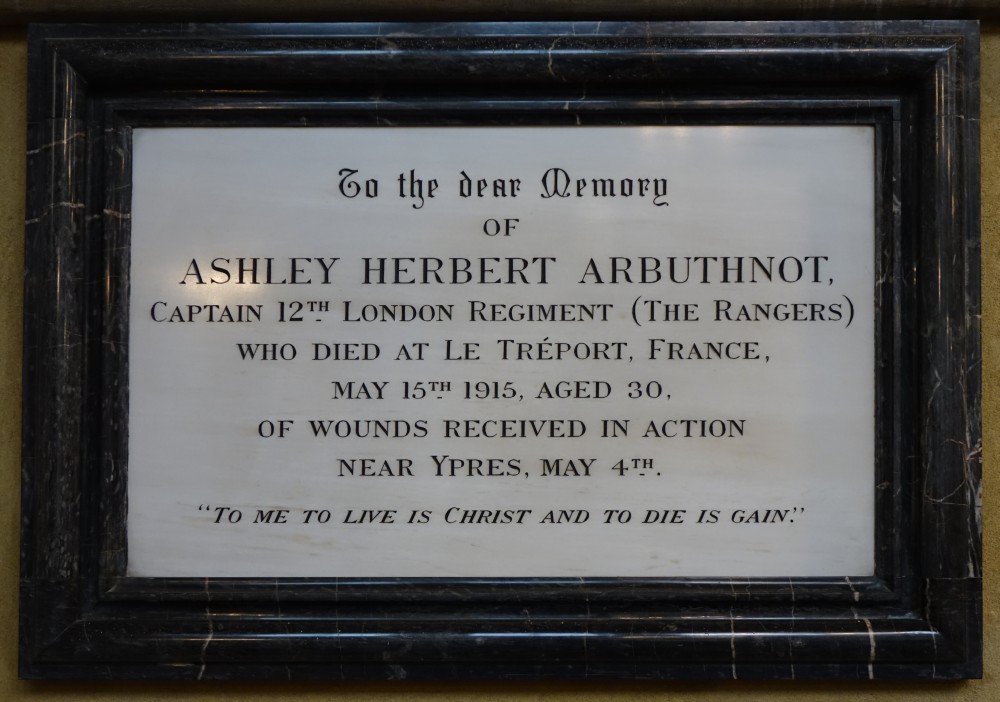 To the dear Memory
OF
ASHLEY HERBERT ARBUTHNOT,
CAPTAIN 12TH LONDON REGIMENT (THE RANGERS)
WHO DIED AT LE TRÉPORT, FRANCE,
MAY 15TH 1915, AGED 30,
OF WOUNDS RECEIVED IN ACTION
NEAR YPRES, MAY 4TH.
"TO ME TO LIVE IS CHRIST AND TO DIE IS GAIN."